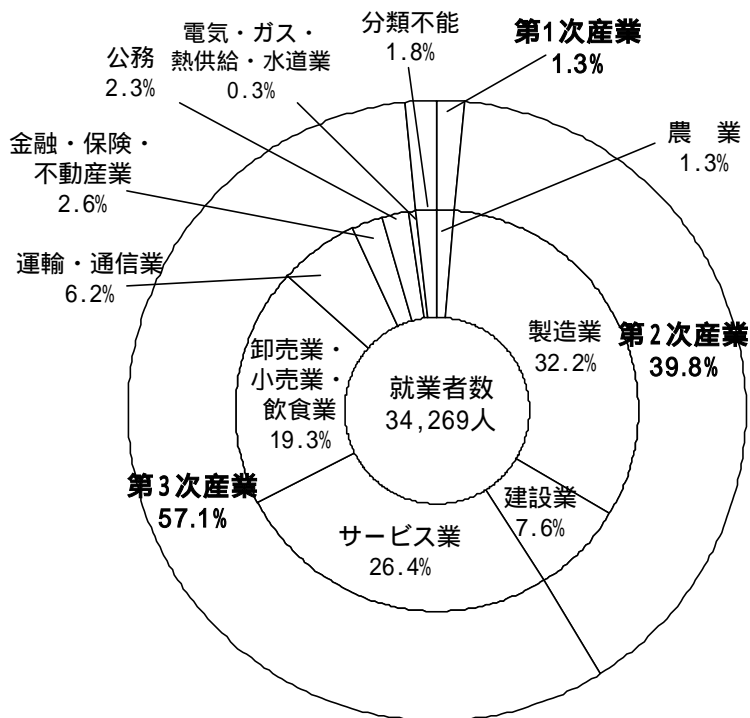 電気・ガス・
熱供給・水道業
0.3%
分類不能
1.8%
第1次産業
1.3%
公務
2.3%
農　業
1.3%
金融・保険・
不動産業
2.6%
運輸・通信業
6.2%
製造業
32.2%
第2次産業
39.8%
卸売業・
小売業・
飲食業
19.3%
就業者数
34,269人
第3次産業
57.1%
建設業
7.6%
サービス業
26.4%